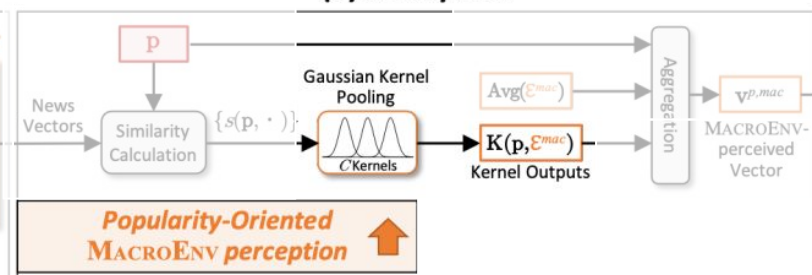 p
Gaussian Kernel
Pooling
News
Vectors
Similarity
Calculation
{s(p, ·)}
C Kernels
Avg(ℰ^{mac})
K(p,ℰ^{mac})
Kernel Outputs
Aggregation
v^{p,mac}
MACROENV-
perceived
Vector
Popularity-Oriented
MACROENV perception